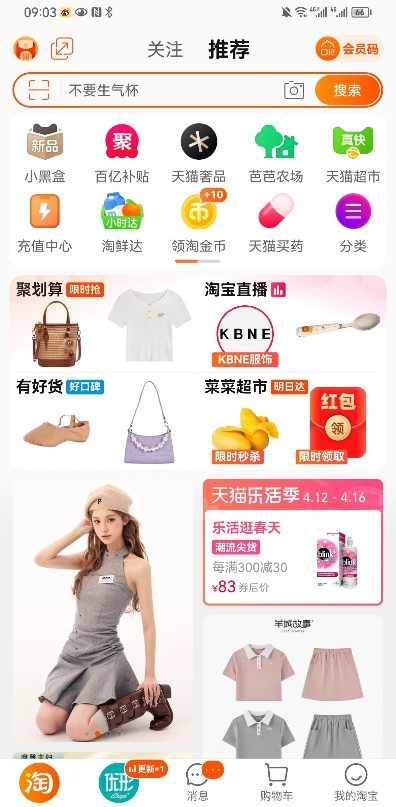 09:03
66
关注 推荐
会员码
不要生气杯
搜索
新品
聚
真快
小黑盒 百亿补贴 天猫奢品 芭芭农场 天猫超市
+10
小时达
充值中心 淘鲜达 领淘金币 天猫买药 分类
聚划算 限时抢
淘宝直播
KBNE
KBNE服饰
有好货 好口碑
菜菜超市 明日达
红包
领
限时秒杀
限时领取
P
天猫乐活季 4.12 - 4.16
乐活逛春天
潮流尖货
每满300减30
¥83 券后价
blink
羊城故事
淘
更新+1
消息
购物车
我的淘宝